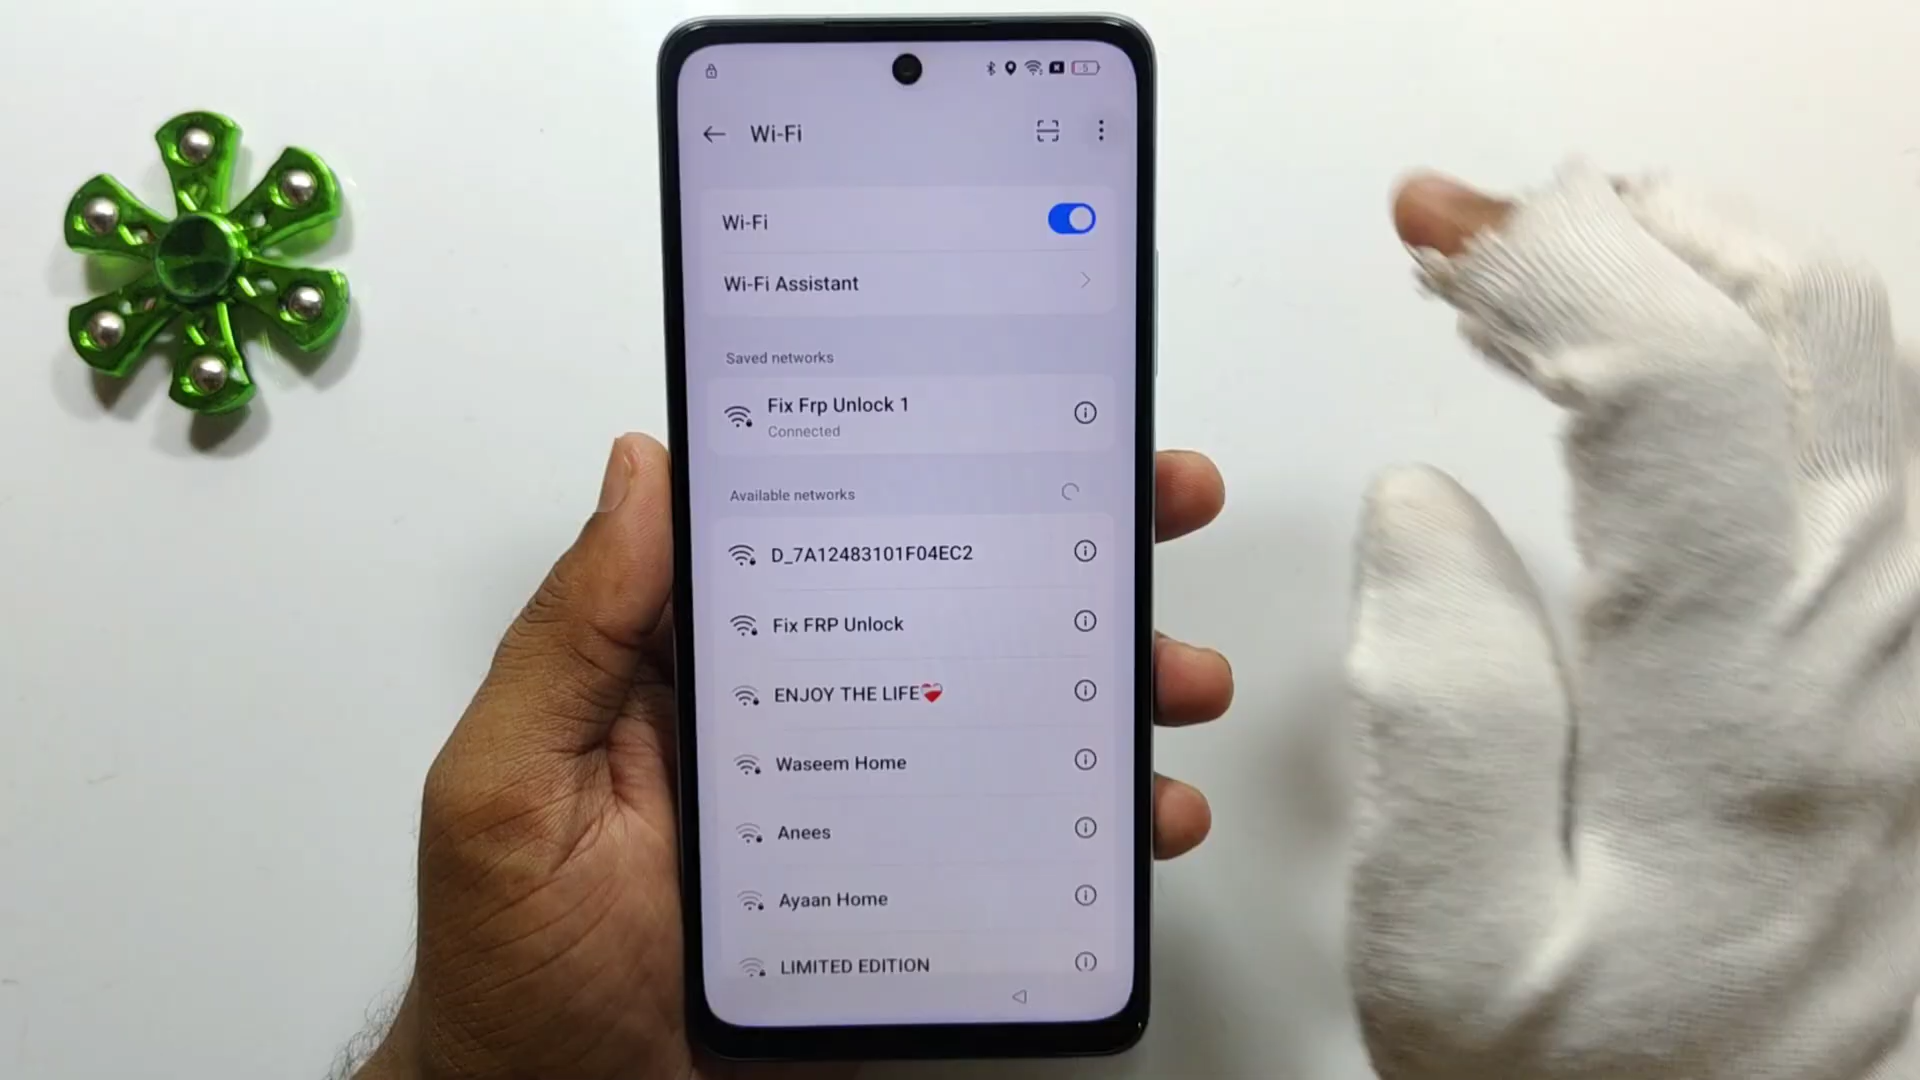 5
Wi-Fi
Wi-Fi
Wi-Fi Assistant
Saved networks
Fix Frp Unlock 1
Connected
Available networks
D_7A12483101F04EC2
Fix FRP Unlock
ENJOY THE LIFE❤️‍🩹
Waseem Home
Anees
Ayaan Home
LIMITED EDITION